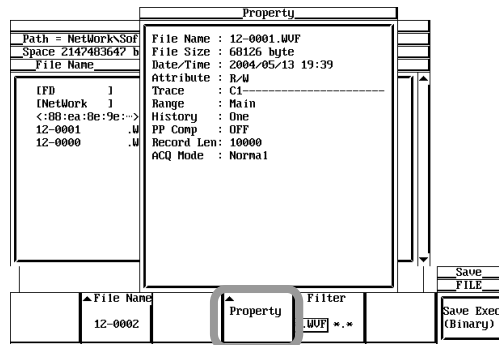 Property
Path = NetWork\Sof
Space 2147483647 b
File Name
File Name : 12-0001.WVF
File Size : 68126 byte
Date/Time : 2004/05/13 19:39
Attribute : R/W
Trace : C1---------------------
Range : Main
History : One
PP Comp : OFF
Record Len: 10000
ACQ Mode : Normal
[FD ]
[NetWork ]
<:88:ea:8e:9e:…>
12-0001 .W
12-0000 .W
Save
FILE
File Name
12-0002
Property
Filter
.WVF *.*
Save Exec
(Binary)